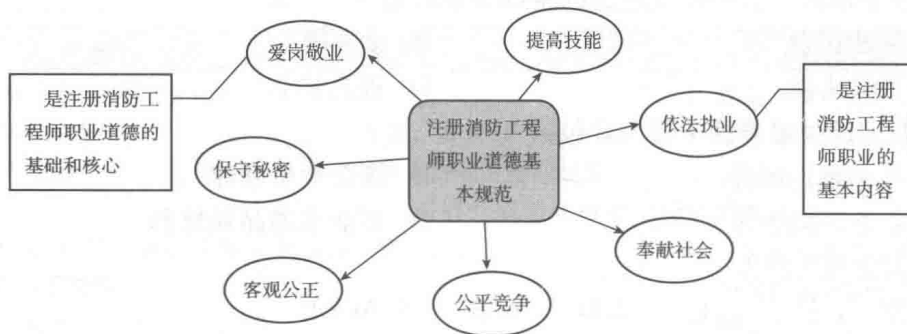 提高技能
爱岗敬业
是注册消防工
程师职业道德的
基础和核心
注册消防工程
师职业道德基
本规范
依法执业
是注册
消防工程
师职业的
基本内容
保守秘密
奉献社会
客观公正
公平竞争